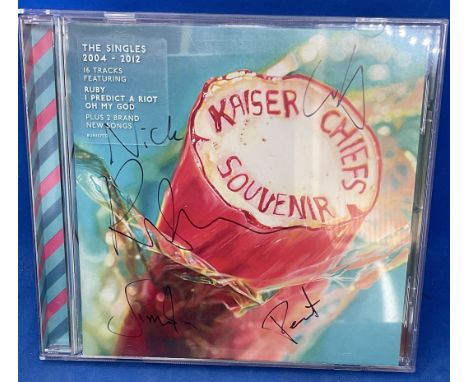 THE SINGLES
2004 - 2012
16 TRACKS
FEATURING
RUBY
I PREDICT A RIOT
OH MY GOD
PLUS 2 BRAND
NEW SONGS
KAISER
CHIEFS
SOUVENIR
Nick
Simon